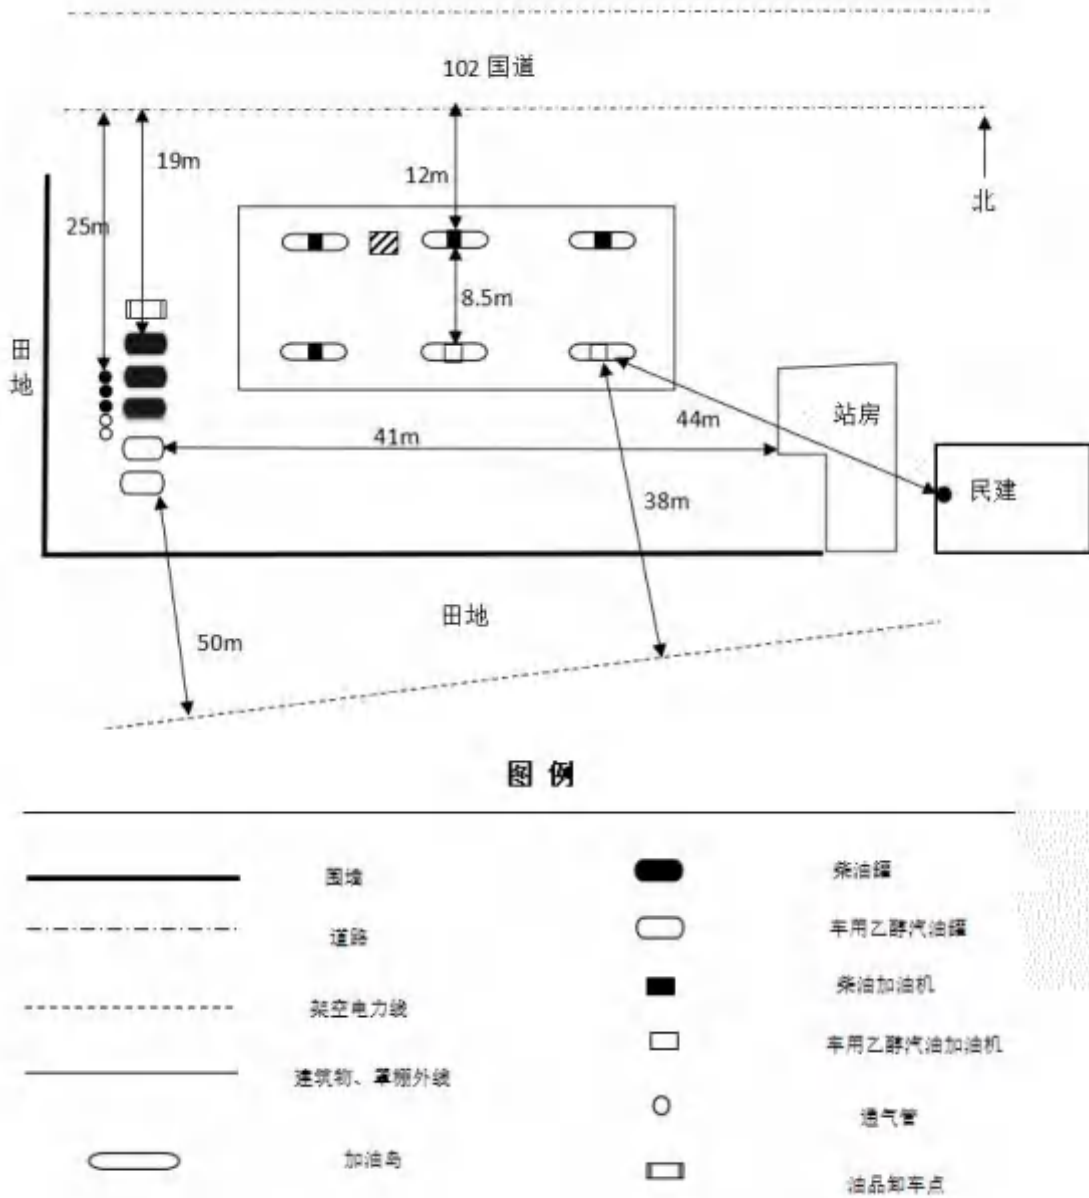 102 国道
19m
12m
25m
北
8.5m
田地
站房
44m
41m
民建
38m
田地
50m
图 例
围墙
柴油罐
道路
车用乙醇汽油罐
架空电力线
柴油加油机
车用乙醇汽油加油机
建筑物、罩棚外线
通气管
加油岛
油品卸车点